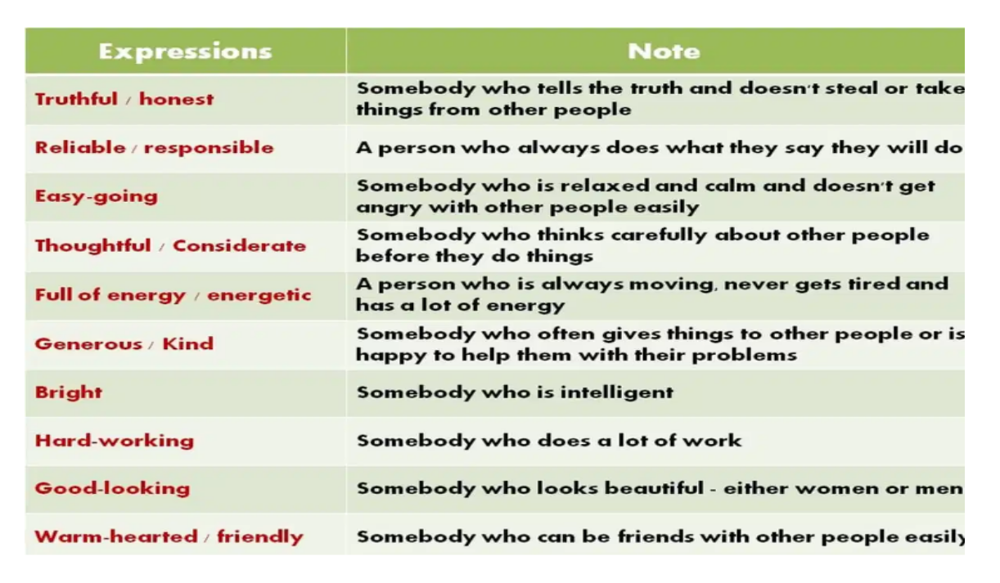 Expressions
Note
Truthful / honest
Somebody who tells the truth and doesn't steal or take
things from other people
Reliable / responsible
A person who always does what they say they will do
Easy-going
Somebody who is relaxed and calm and doesn't get
angry with other people easily
Thoughtful / Considerate
Somebody who thinks carefully about other people
before they do things
Full of energy / energetic
A person who is always moving, never gets tired and
has a lot of energy
Generous / Kind
Somebody who often gives things to other people or is
happy to help them with their problems
Bright
Somebody who is intelligent
Hard-working
Somebody who does a lot of work
Good-looking
Somebody who looks beautiful - either women or men
Warm-hearted / friendly
Somebody who can be friends with other people easily